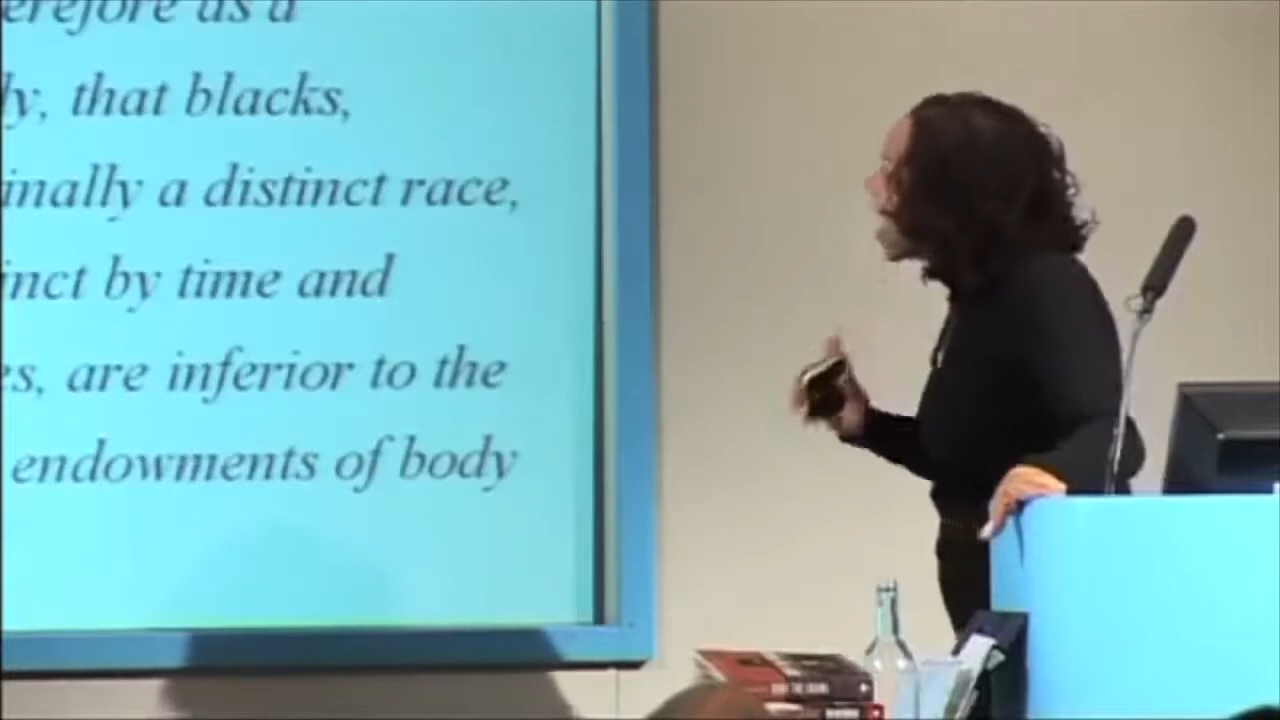 erefore as a
ly, that blacks,
inally a distinct race,
inct by time and
es, are inferior to the
endowments of body